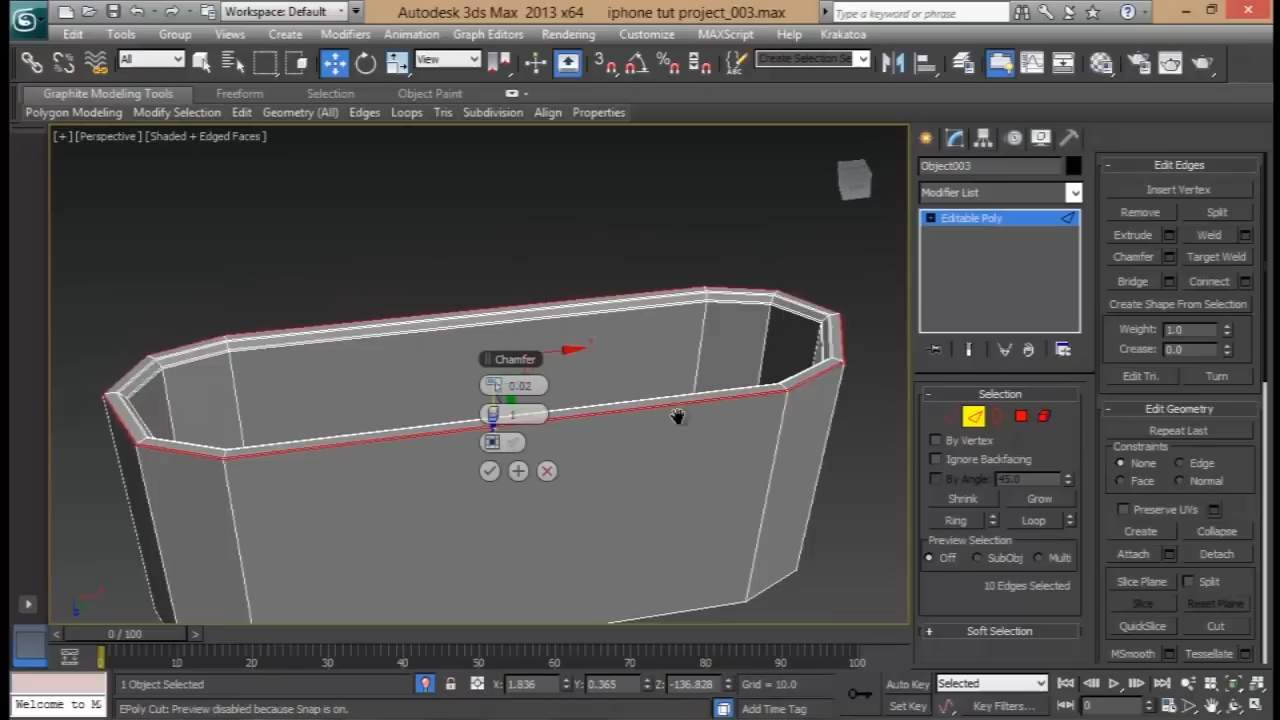 Workspace: Default
Autodesk 3ds Max 2013 x64 iphone tut project_003.max
Type a keyword or phrase
Edit Tools Group Views Create Modifiers Animation Graph Editors Rendering Customize MAXScript Help Krakatoa
All View Create Selection Se
Graphite Modeling Tools Freeform Selection Object Paint
Polygon Modeling Modify Selection Edit Geometry (All) Edges Loops Tris Subdivision Align Properties
[+] [Perspective] [Shaded + Edged Faces]
Chamfer
0.02
1
Object003
Modifier List
Editable Poly
Selection
By Vertex
Ignore Backfacing
By Angle: 45.0
Shrink Grow
Ring Loop
Preview Selection
Off SubObj Multi
10 Edges Selected
Soft Selection
Edit Edges
Insert Vertex
Remove Split
Extrude Weld
Chamfer Target Weld
Bridge Connect
Create Shape From Selection
Weight: 1.0
Crease: 0.0
Edit Tri. Turn
Edit Geometry
Repeat Last
Constraints
None Edge
Face Normal
Preserve UVs
Create Collapse
Attach Detach
Slice Plane Split
Slice Reset Plane
QuickSlice Cut
MSmooth Tessellate
< 0 / 100 >
0 10 20 30 40 50 60 70 80 90 100
1 Object Selected X: 1.836 Y: 0.365 Z: -136.828 Grid = 10.0 Auto Key Selected
Welcome to M EPoly Cut: Preview disabled because Snap is on. Add Time Tag Set Key Key Filters... 0